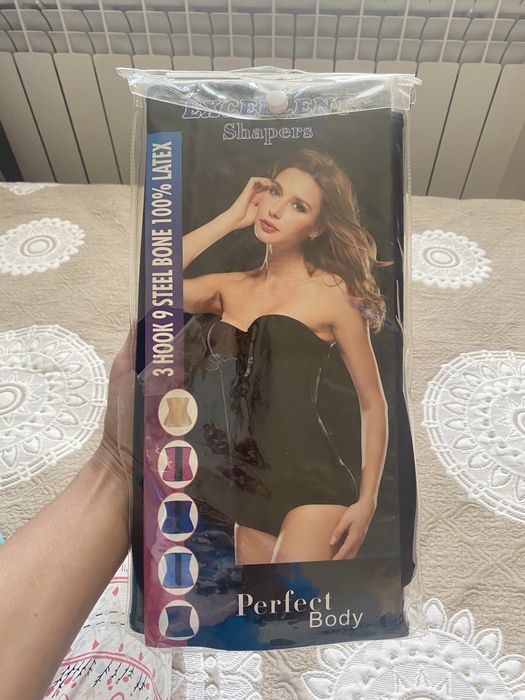 EXCELLENT
Shapers
3 HOOK 9 STEEL BONE 100% LATEX
Perfect
Body